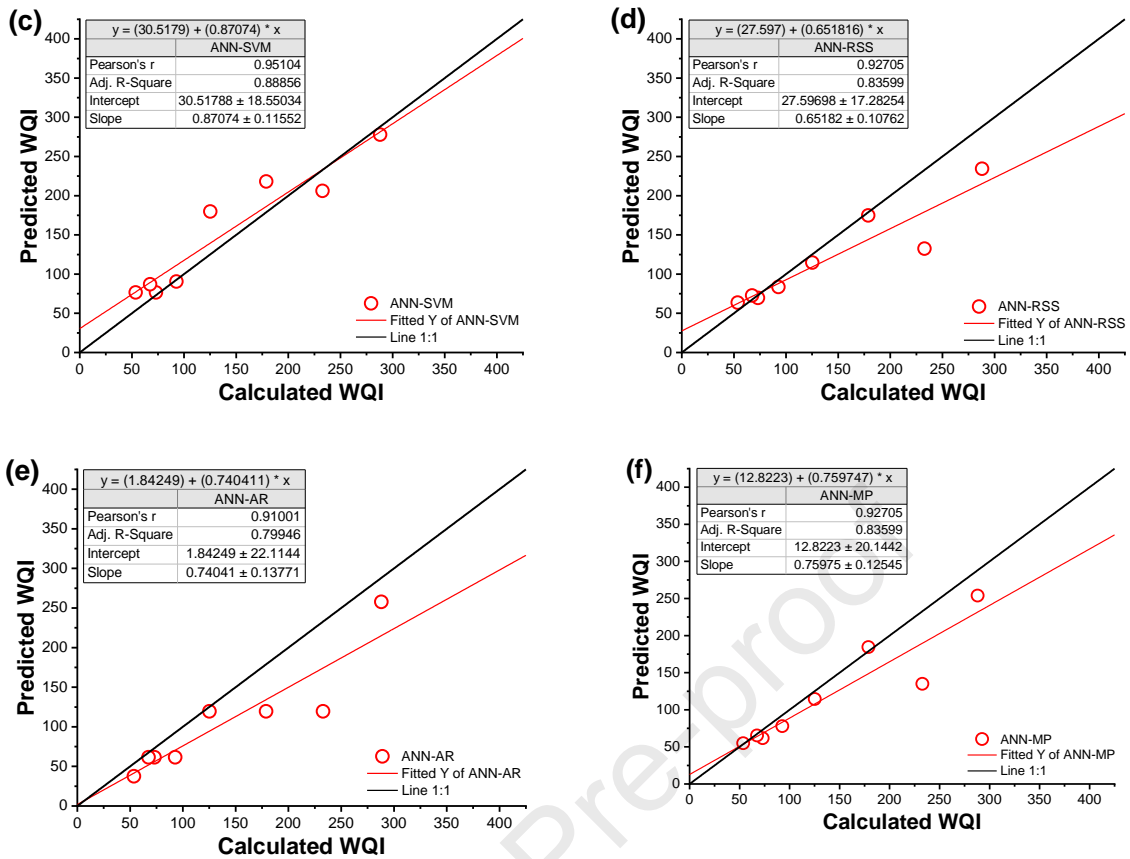 (c)
y = (30.5179) + (0.87074) * x
ANN-SVM
Pearson's r 0.95104
Adj. R-Square 0.88856
Intercept 30.51788 ± 18.55034
Slope 0.87074 ± 0.11552
400
350
300
250
200
150
100
50
0
Predicted WQI
ANN-SVM
Fitted Y of ANN-SVM
Line 1:1
0 50 100 150 200 250 300 350 400
Calculated WQI
(d)
y = (27.597) + (0.651816) * x
ANN-RSS
Pearson's r 0.92705
Adj. R-Square 0.83599
Intercept 27.59698 ± 17.28254
Slope 0.65182 ± 0.10762
400
350
300
250
200
150
100
50
0
Predicted WQI
ANN-RSS
Fitted Y of ANN-RSS
Line 1:1
0 50 100 150 200 250 300 350 400
Calculated WQI
(e)
y = (1.84249) + (0.740411) * x
ANN-AR
Pearson's r 0.91001
Adj. R-Square 0.79946
Intercept 1.84249 ± 22.1144
Slope 0.74041 ± 0.13771
400
350
300
250
200
150
100
50
0
Predicted WQI
ANN-AR
Fitted Y of ANN-AR
Line 1:1
0 50 100 150 200 250 300 350 400
Calculated WQI
(f)
y = (12.8223) + (0.759747) * x
ANN-MP
Pearson's r 0.92705
Adj. R-Square 0.83599
Intercept 12.8223 ± 20.1442
Slope 0.75975 ± 0.12545
400
350
300
250
200
150
100
50
0
Predicted WQI
ANN-MP
Fitted Y of ANN-MP
Line 1:1
0 50 100 150 200 250 300 350 400
Calculated WQI
Pre-proof